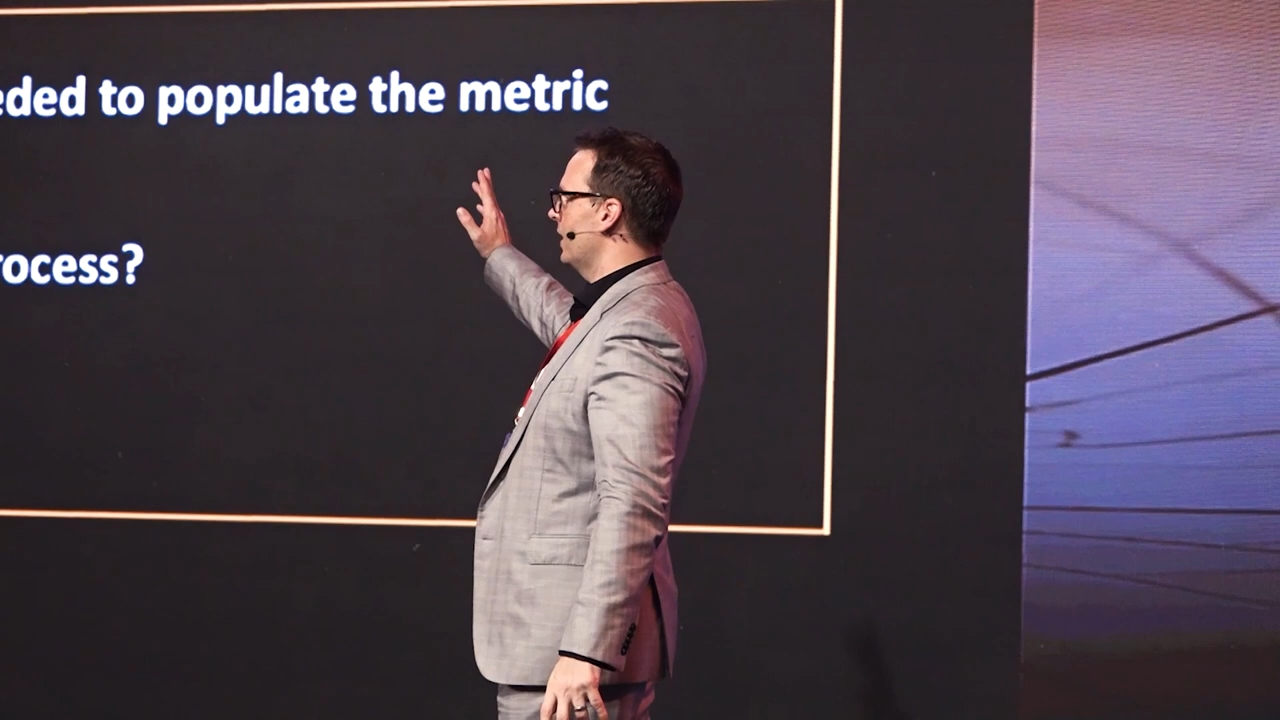 eded to populate the metric
rocess?